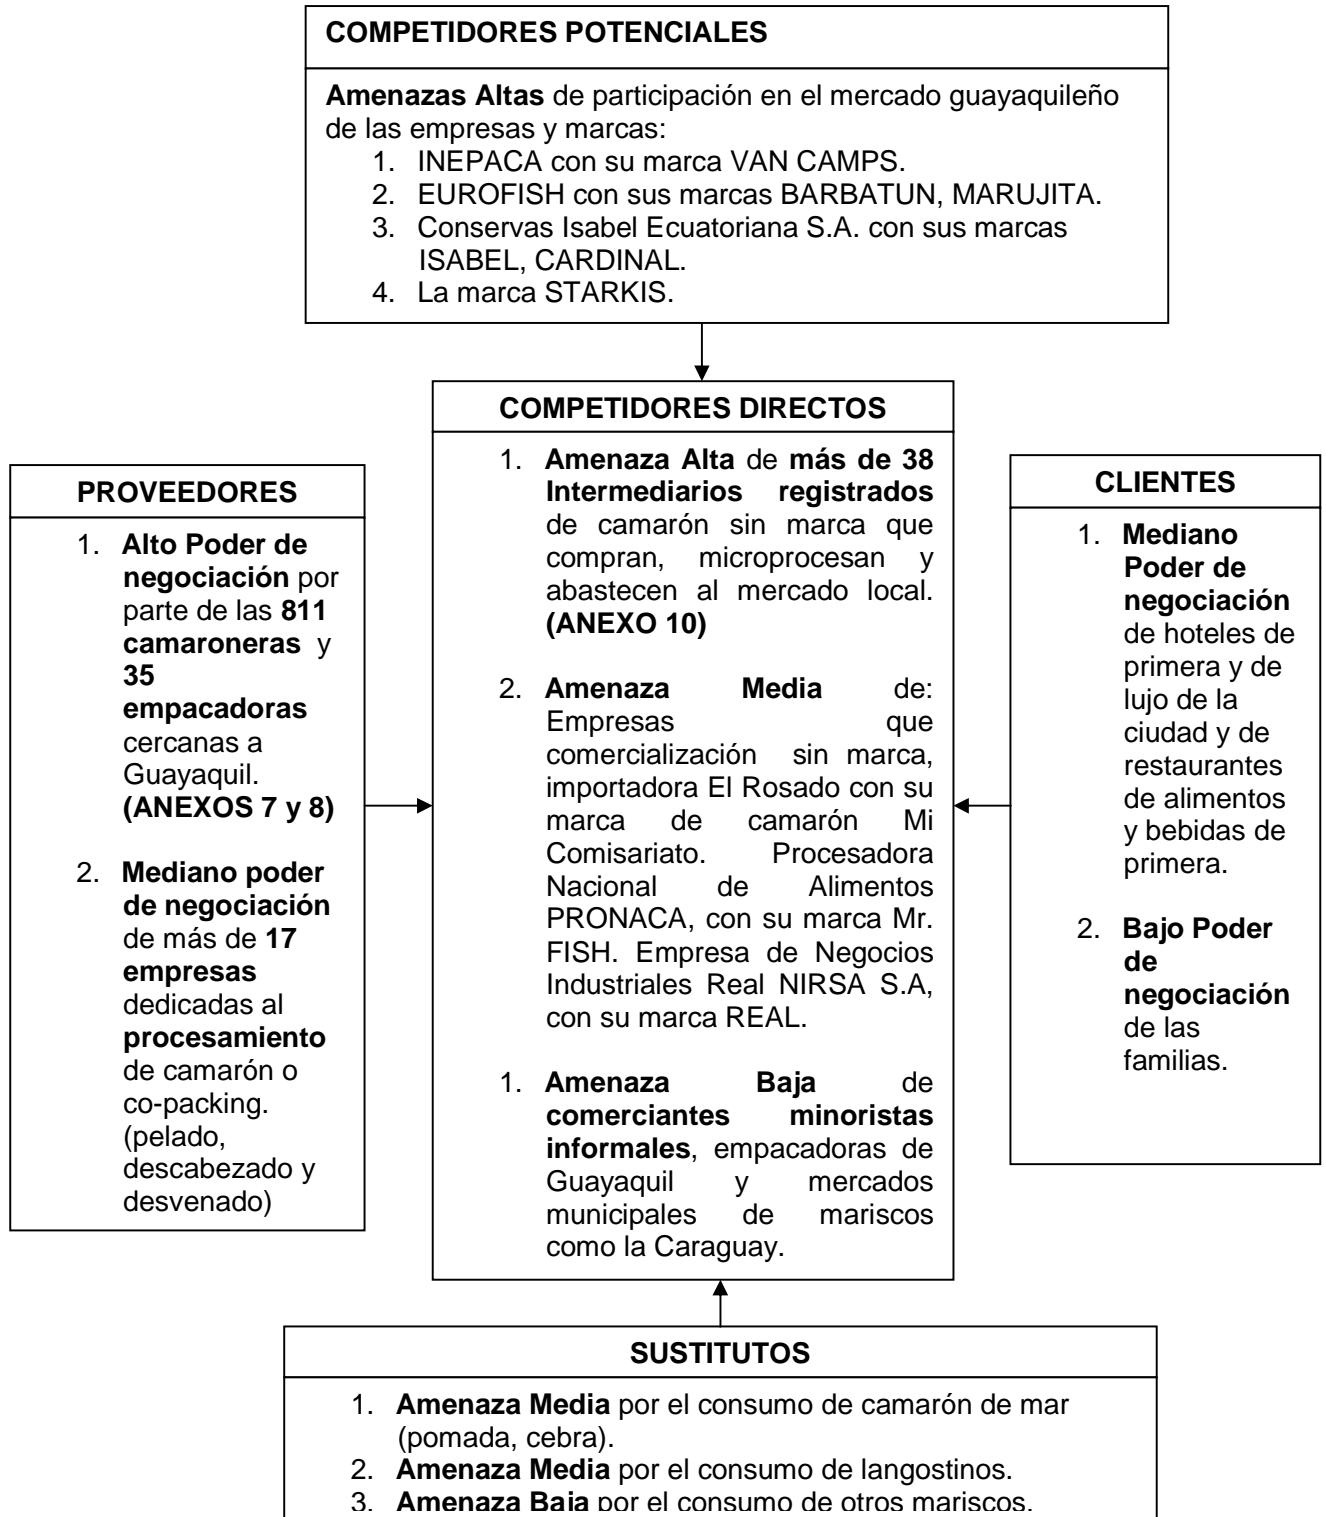 COMPETIDORES POTENCIALES
Amenazas Altas de participación en el mercado guayaquileño
de las empresas y marcas:
1. INEPACA con su marca VAN CAMPS.
2. EUROFISH con sus marcas BARBATUN, MARUJITA.
3. Conservas Isabel Ecuatoriana S.A. con sus marcas
ISABEL, CARDINAL.
4. La marca STARKIS.
PROVEEDORES
1. Alto Poder de
negociación por
parte de las 811
camaroneras y
35
empacadoras
cercanas a
Guayaquil.
(ANEXOS 7 y 8)
2. Mediano poder
de negociación
de más de 17
empresas
dedicadas al
procesamiento
de camarón o
co-packing.
(pelado,
descabezado y
desvenado)
COMPETIDORES DIRECTOS
1. Amenaza Alta de más de 38
Intermediarios registrados
de camarón sin marca que
compran, microprocesan y
abastecen al mercado local.
(ANEXO 10)
2. Amenaza Media de:
Empresas que
comercialización sin marca,
importadora El Rosado con su
marca de camarón Mi
Comisariato. Procesadora
Nacional de Alimentos
PRONACA, con su marca Mr.
FISH. Empresa de Negocios
Industriales Real NIRSA S.A,
con su marca REAL.
1. Amenaza Baja de
comerciantes minoristas
informales, empacadoras de
Guayaquil y mercados
municipales de mariscos
como la Caraguay.
CLIENTES
1. Mediano
Poder de
negociación
de hoteles de
primera y de
lujo de la
ciudad y de
restaurantes
de alimentos
y bebidas de
primera.
2. Bajo Poder
de
negociación
de las
familias.
SUSTITUTOS
1. Amenaza Media por el consumo de camarón de mar
(pomada, cebra).
2. Amenaza Media por el consumo de langostinos.
3. Amenaza Baja por el consumo de otros mariscos.